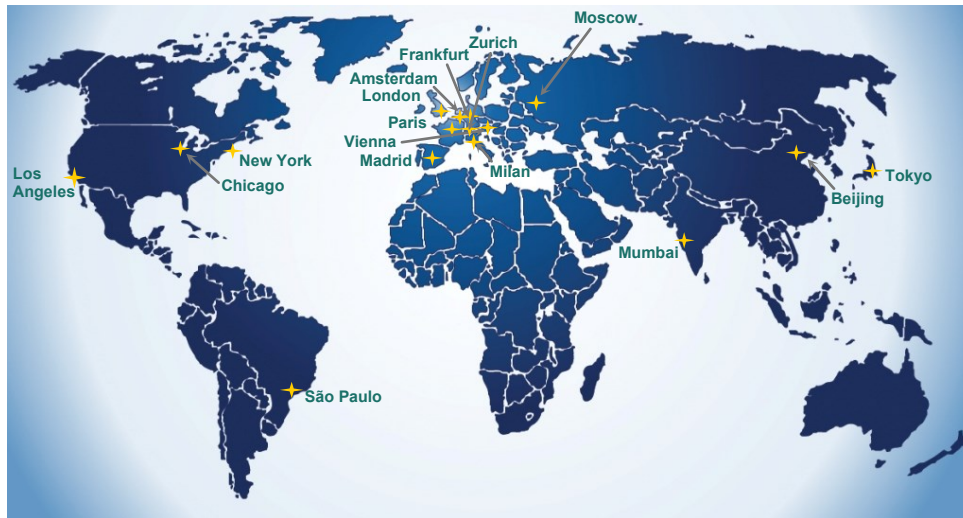 Moscow
Frankfurt
Zurich
Amsterdam
London
Paris
Vienna
Madrid
Milan
New York
Chicago
Los
Angeles
Tokyo
Beijing
Mumbai
São Paulo